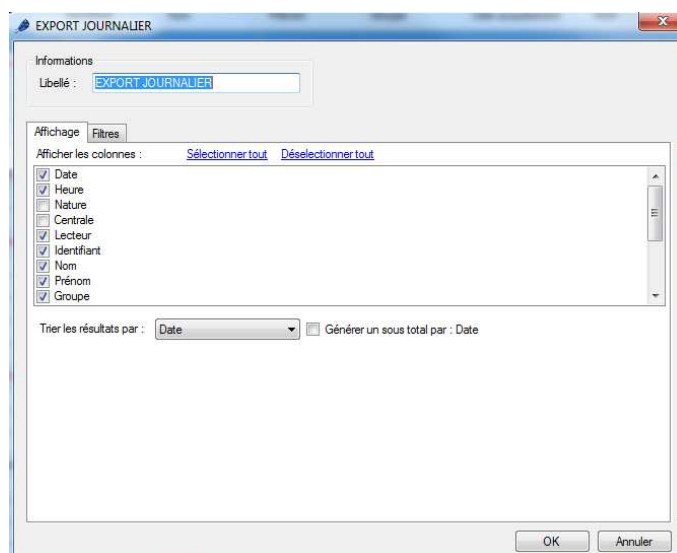 EXPORT JOURNALIER
Informations
Libellé : EXPORT JOURNALIER
Affichage Filtres
Afficher les colonnes : Sélectionner tout Déselectionner tout
Date
Heure
Nature
Centrale
Lecteur
Identifiant
Nom
Prénom
Groupe
Trier les résultats par : Date Générer un sous total par : Date
OK Annuler